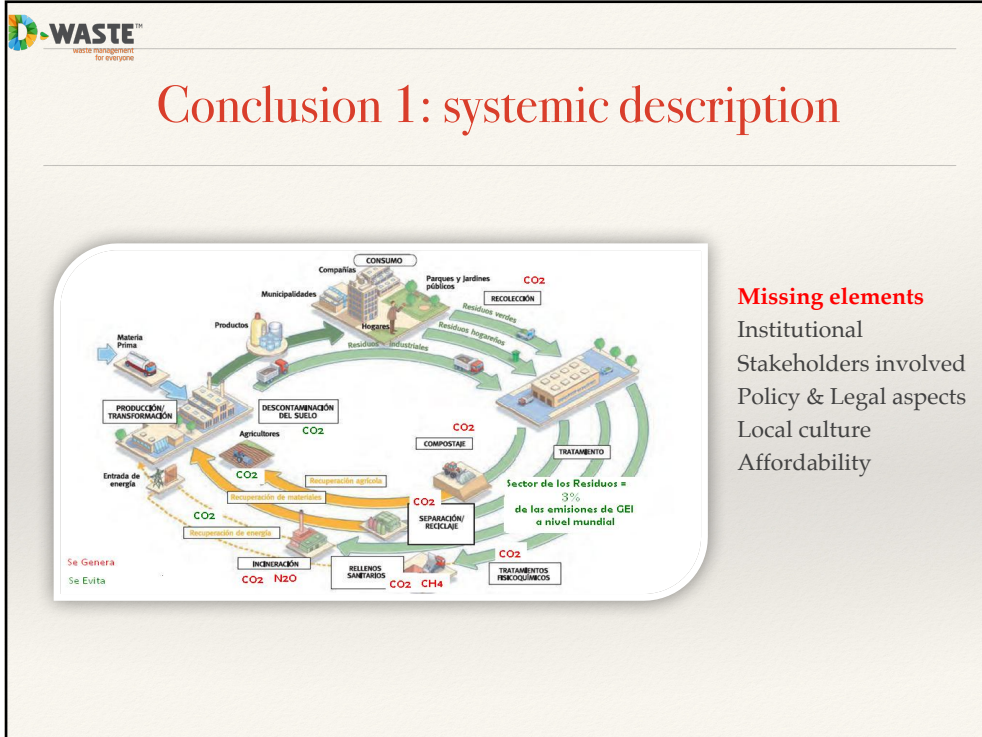 D-WASTE™
waste management
for everyone
Conclusion 1: systemic description
CONSUMO
Compañías
Parques y Jardines
públicos
CO2
Municipalidades
RECOLECCIÓN
Residuos verdes
Productos
Hogares
Residuos hogareños
Residuos industriales
Materia
Prima
PRODUCCIÓN/
TRANSFORMACIÓN
DESCONTAMINACIÓN
DEL SUELO
CO2
Agricultores
CO2
COMPOSTAJE
TRATAMIENTO
Entrada de
energía
CO2
Recuperación agrícola
Recuperación de materiales
CO2
Sector de los Residuos =
3%
de las emisiones de GEI
a nivel mundial
CO2
SEPARACIÓN/
RECICLAJE
Recuperación de energía
CO2
Se Genera
INCINERACIÓN
CO2 N2O
RELLENOS
SANITARIOS
CO2 CH4
TRATAMIENTOS
FISICOQUÍMICOS
Se Evita
Missing elements
Institutional
Stakeholders involved
Policy & Legal aspects
Local culture
Affordability